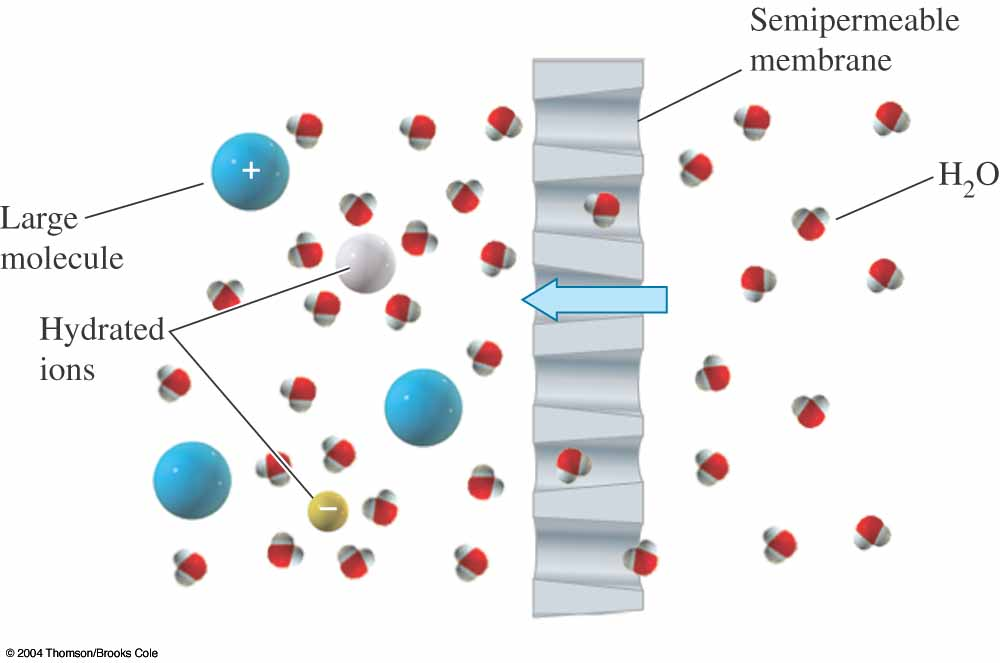 Semipermeable
membrane
H₂O
+
Large
molecule
Hydrated
ions
−
© 2004 Thomson/Brooks Cole